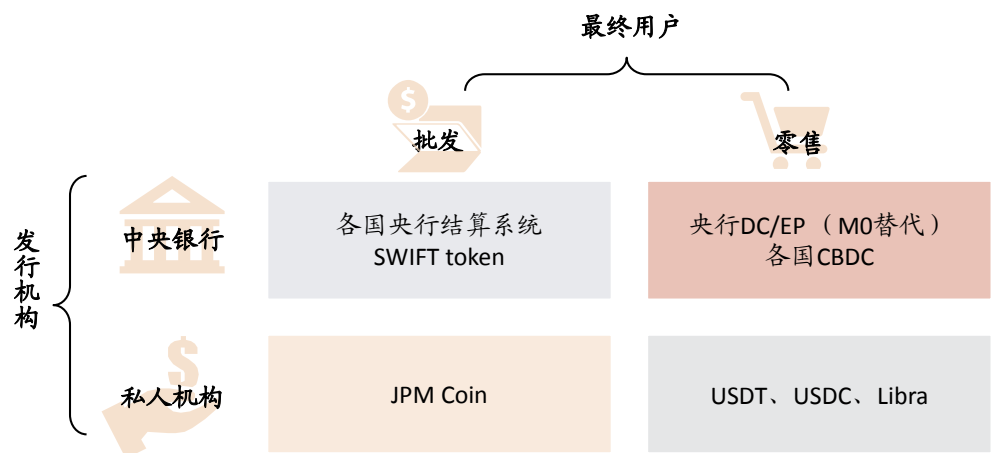 最终用户
$
批发
零售
发行机构
中央银行
各国央行结算系统
SWIFT token
央行DC/EP （M0替代）
各国CBDC
$
私人机构
JPM Coin
USDT、USDC、Libra